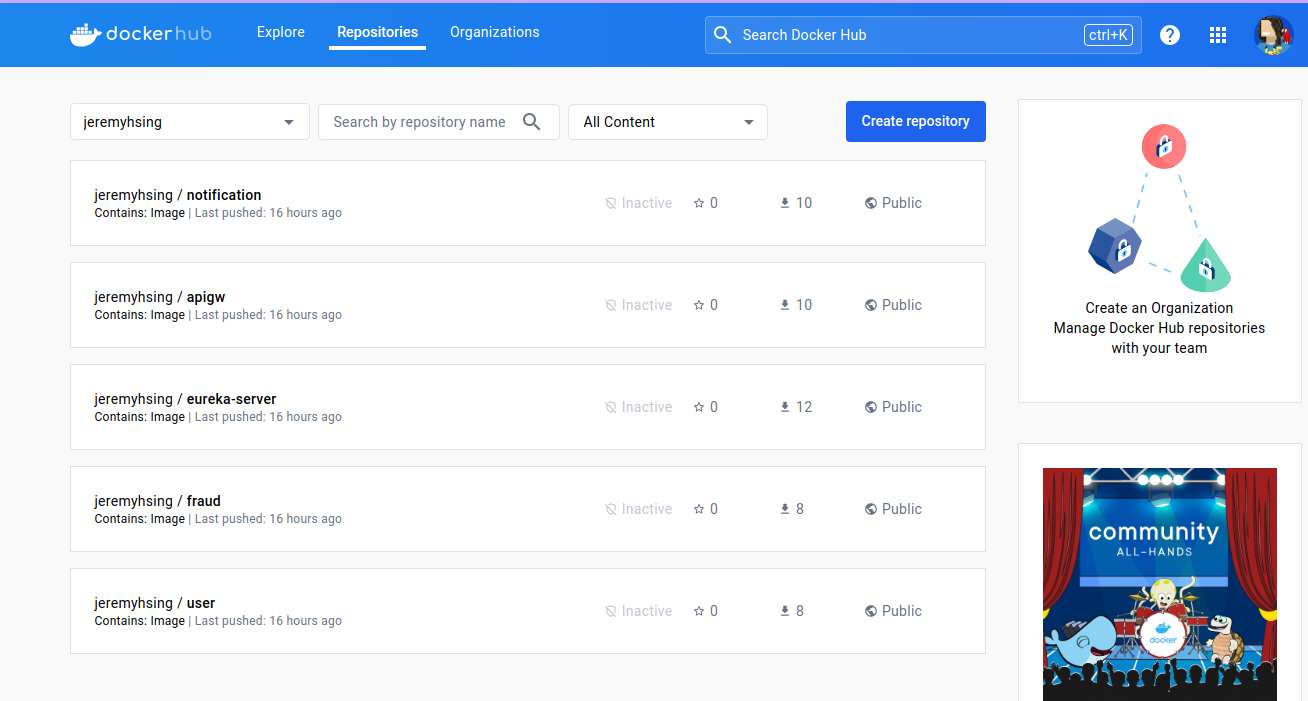 dockerhub Explore Repositories Organizations Search Docker Hub ctrl+K ?
jeremyhsing Search by repository name All Content Create repository
jeremyhsing / notification
Contains: Image | Last pushed: 16 hours ago
Inactive 0 10 Public
jeremyhsing / apigw
Contains: Image | Last pushed: 16 hours ago
Inactive 0 10 Public
jeremyhsing / eureka-server
Contains: Image | Last pushed: 16 hours ago
Inactive 0 12 Public
jeremyhsing / fraud
Contains: Image | Last pushed: 16 hours ago
Inactive 0 8 Public
jeremyhsing / user
Contains: Image | Last pushed: 16 hours ago
Inactive 0 8 Public
Create an Organization
Manage Docker Hub repositories
with your team
community
ALL-HANDS
docker